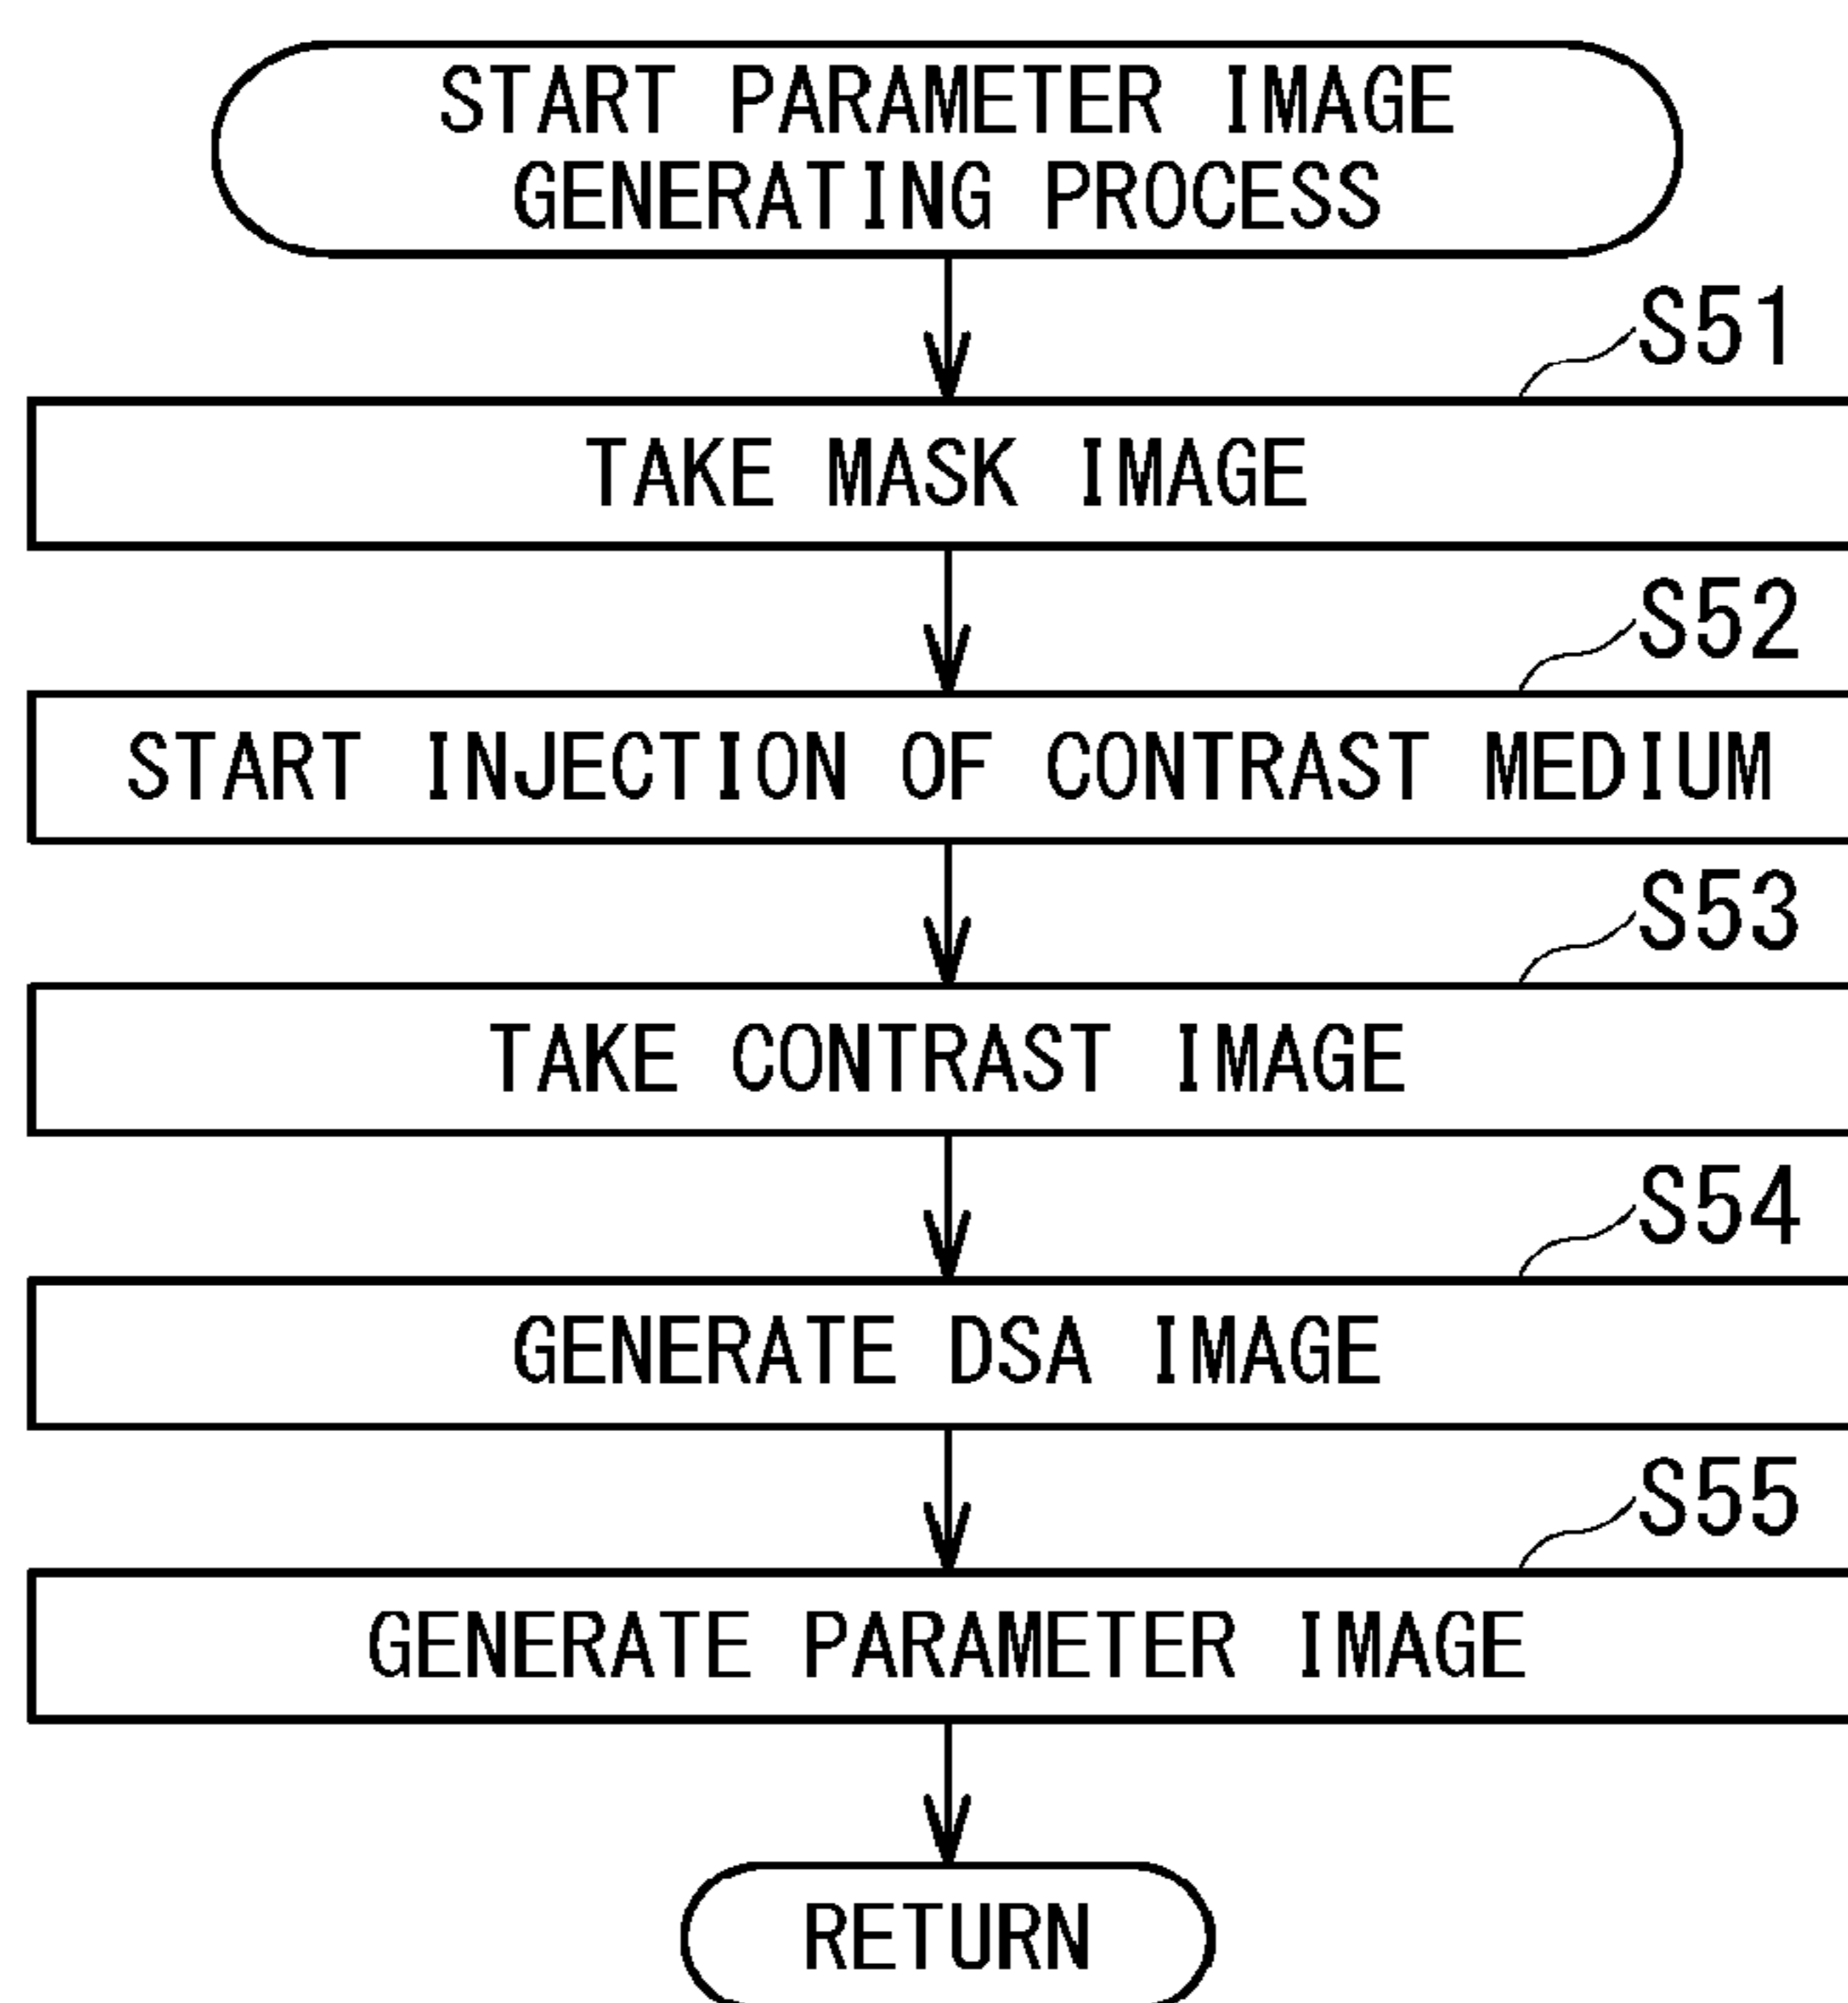 START PARAMETER IMAGE
GENERATING PROCESS
S51
TAKE MASK IMAGE
S52
START INJECTION OF CONTRAST MEDIUM
S53
TAKE CONTRAST IMAGE
S54
GENERATE DSA IMAGE
S55
GENERATE PARAMETER IMAGE
RETURN